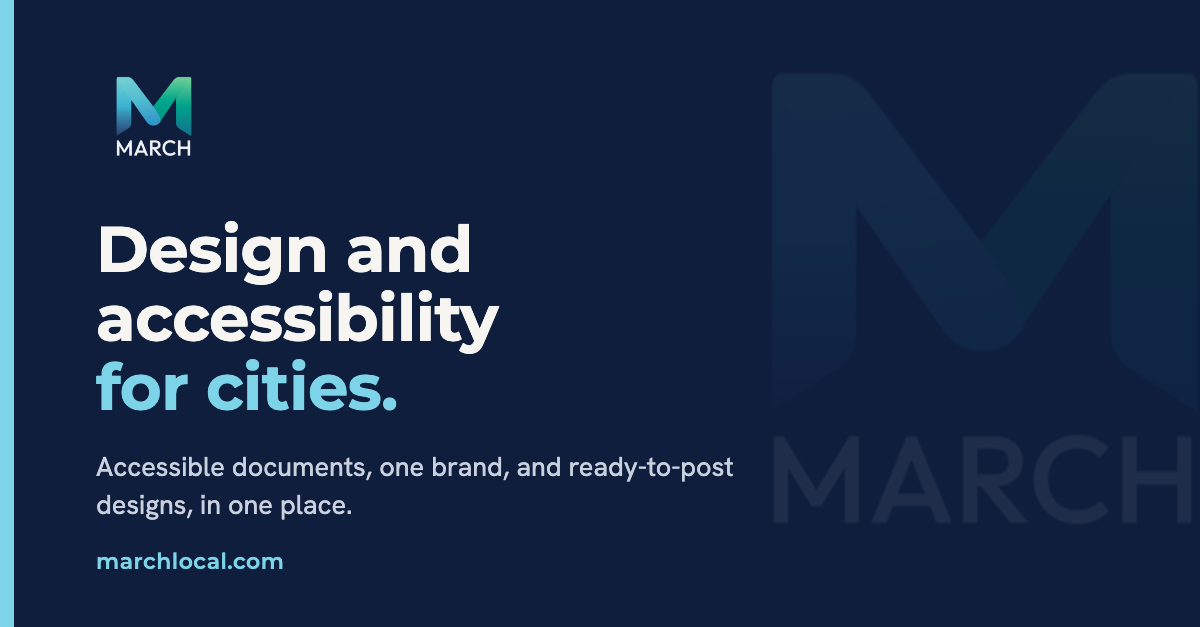 MARCH
Design and
accessibility
for cities.
Accessible documents, one brand, and ready-to-post
designs, in one place.
marchlocal.com
MARCH